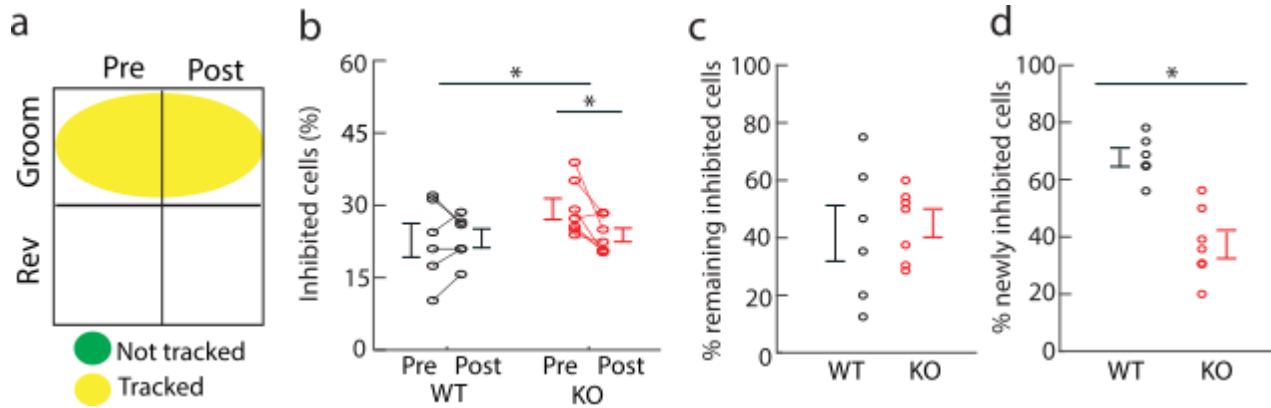 a
Pre Post
Groom
Rev
Not tracked
Tracked
b
Inhibited cells (%)
60
45
30
15
0
*
*
Pre Post Pre Post
WT KO
c
% remaining inhibited cells
100
80
60
40
20
0
WT KO
d
% newly inhibited cells
100
80
60
40
20
0
*
WT KO